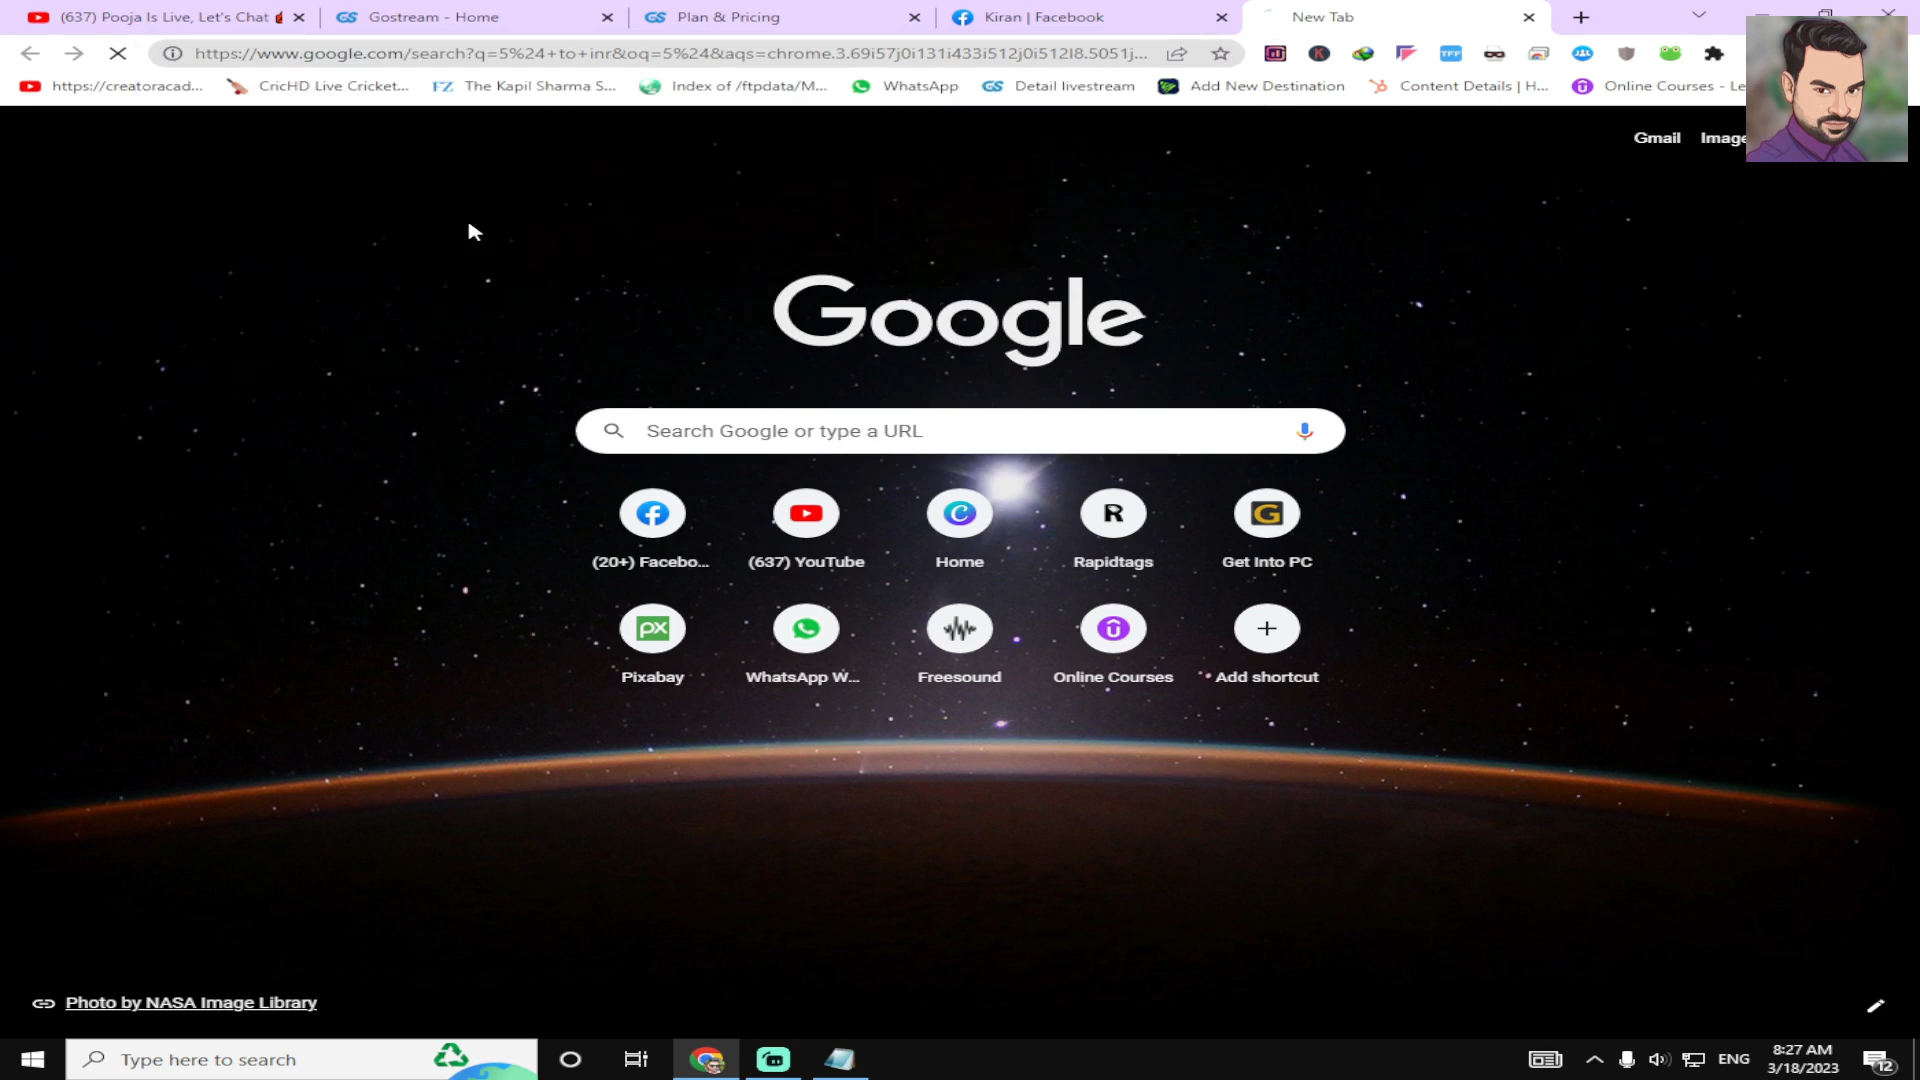 (637) Pooja Is Live, Let's Chat
Gostream - Home
Plan & Pricing
Kiran | Facebook
New Tab
https://www.google.com/search?q=5%24+to+inr&oq=5%24&aqs=chrome.3.69i57j0i131i433i512j0i512l8.5051j...
https://creatoracad...
CricHD Live Cricket...
FZ The Kapil Sharma S...
Index of /ftpdata/M...
WhatsApp
Detail livestream
Add New Destination
Content Details | H...
Online Courses - Le
Gmail Image
Google
Search Google or type a URL
(20+) Facebo...
(637) YouTube
Home
Rapidtags
Get Into PC
Pixabay
WhatsApp W...
Freesound
Online Courses
Add shortcut
Photo by NASA Image Library
Type here to search
ENG
8:27 AM
3/18/2023
12